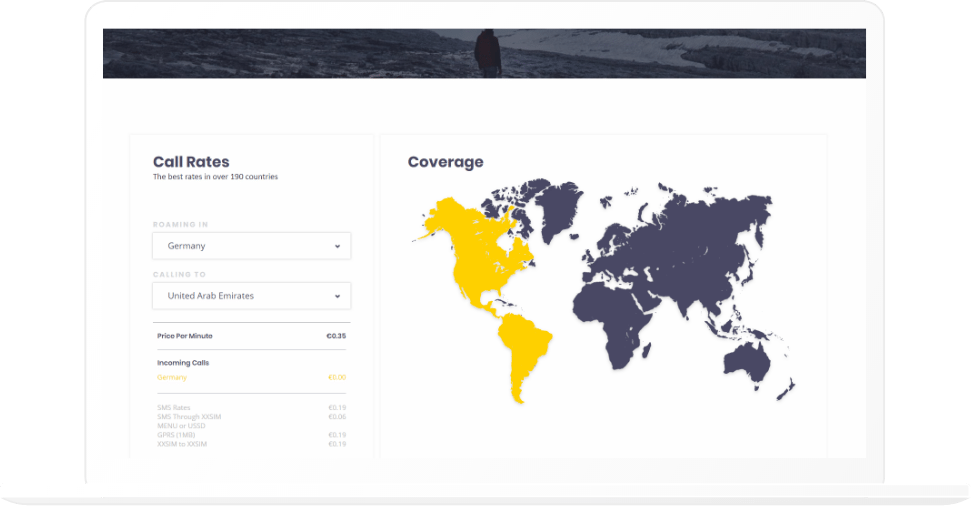 Call Rates
The best rates in over 190 countries
ROAMING IN
Germany
CALLING TO
United Arab Emirates
Price Per Minute €0.35
Incoming Calls
Germany €0.00
SMS Rates €0.19
SMS Through XXSIM €0.06
MENU or USSD
GPRS (1MB) €0.19
XXSIM to XXSIM €0.19
Coverage